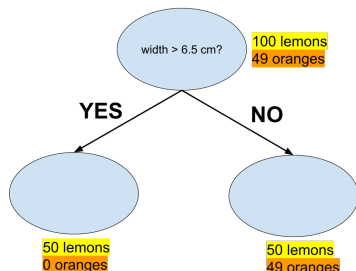 width > 6.5 cm?
100 lemons
49 oranges
YES
NO
50 lemons
0 oranges
50 lemons
49 oranges